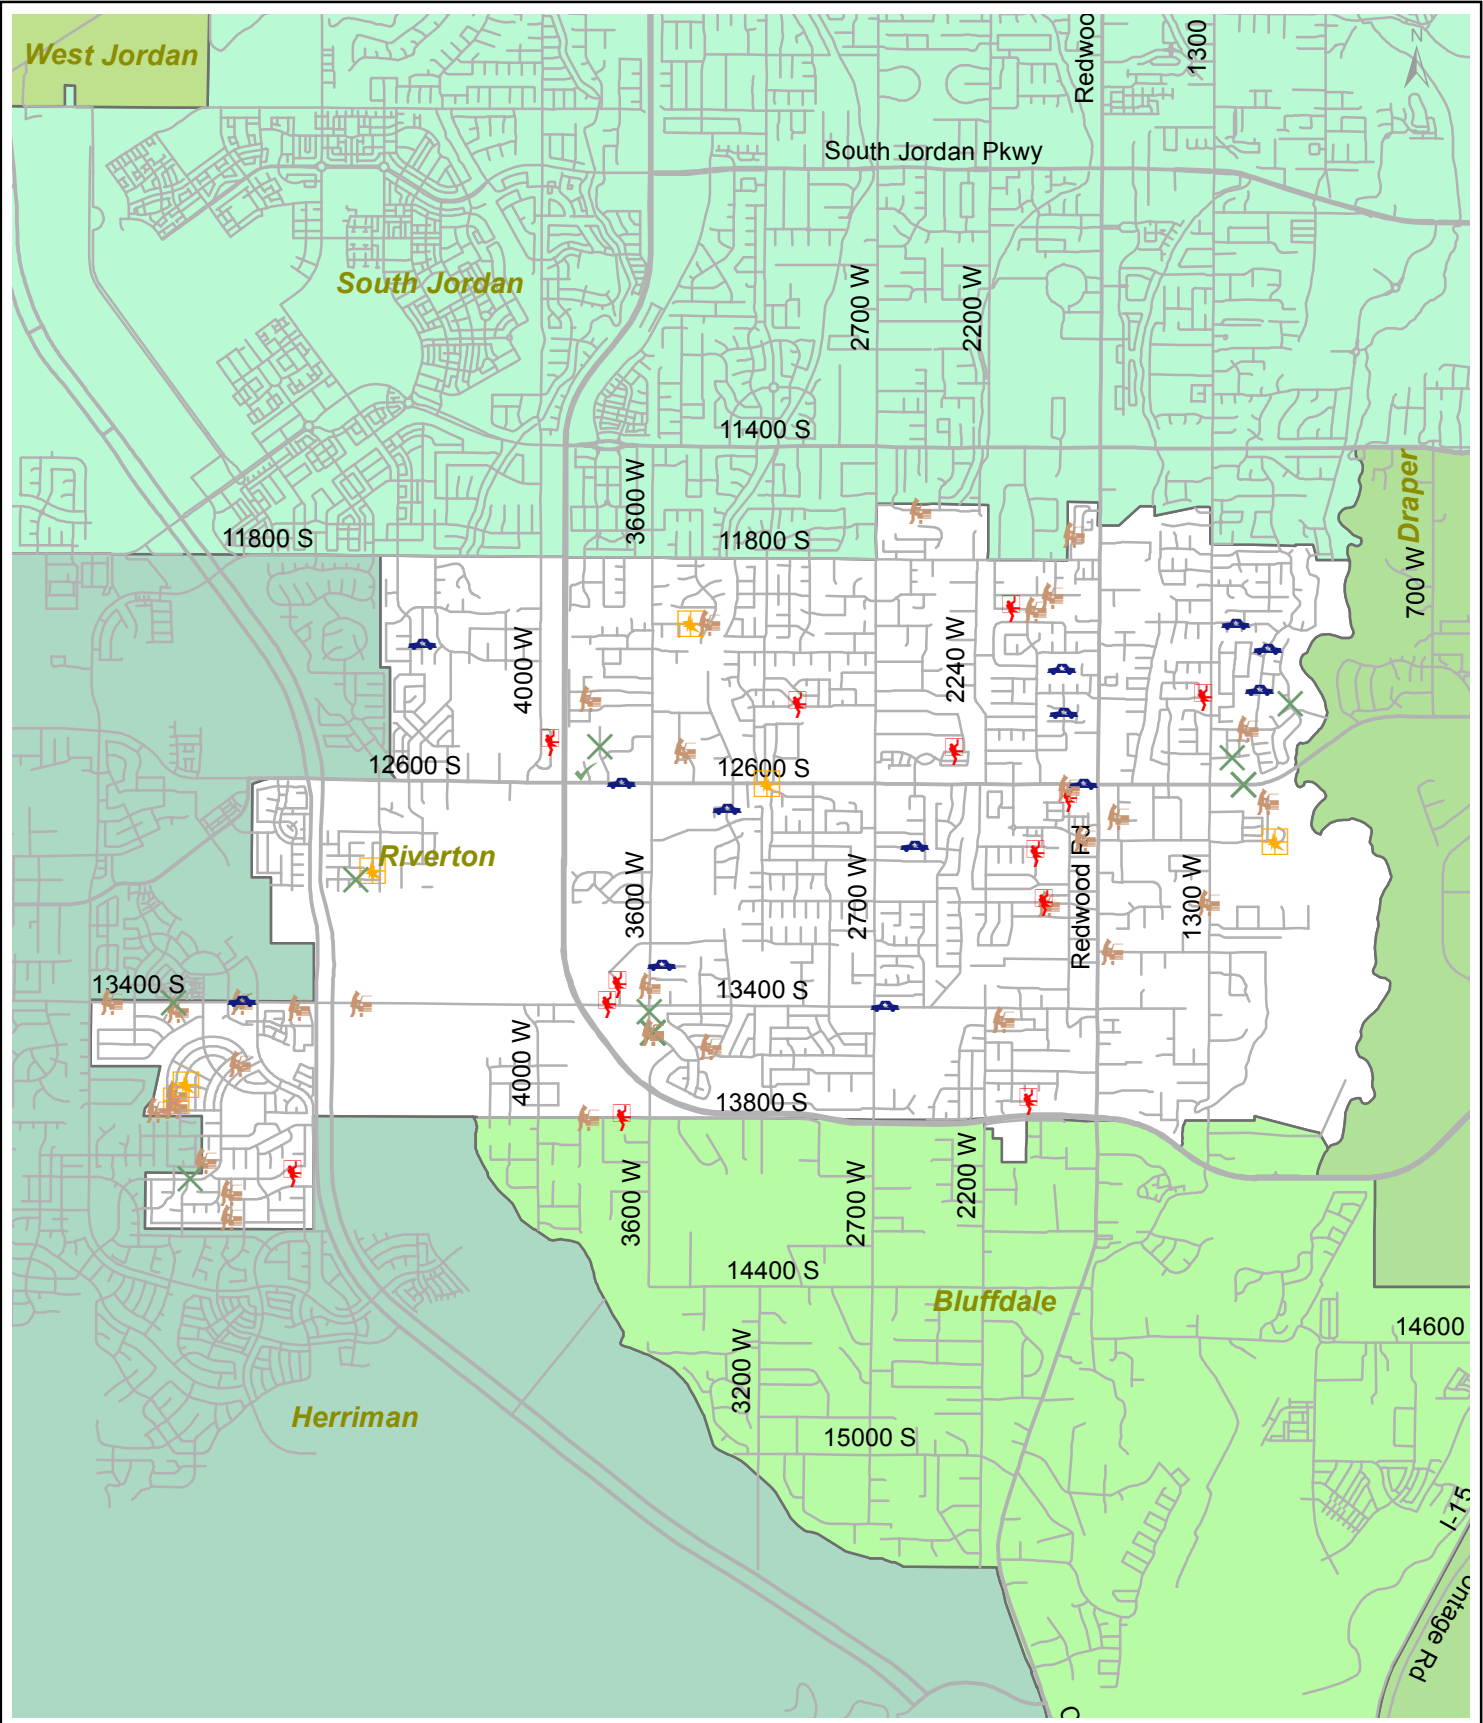 West Jordan
Redwoo
1300
N
South Jordan Pkwy
South Jordan
2700 W
2200 W
11400 S
Draper
3600 W
11800 S
11800 S
700 W
4000 W
2240 W
12600 S
12600 S
Riverton
3600 W
2700 W
Redwood Rd
1300 W
13400 S
13400 S
4000 W
13800 S
3600 W
2700 W
2200 W
14400 S
Bluffdale
14600
3200 W
Herriman
15000 S
I-15
ontage Rd